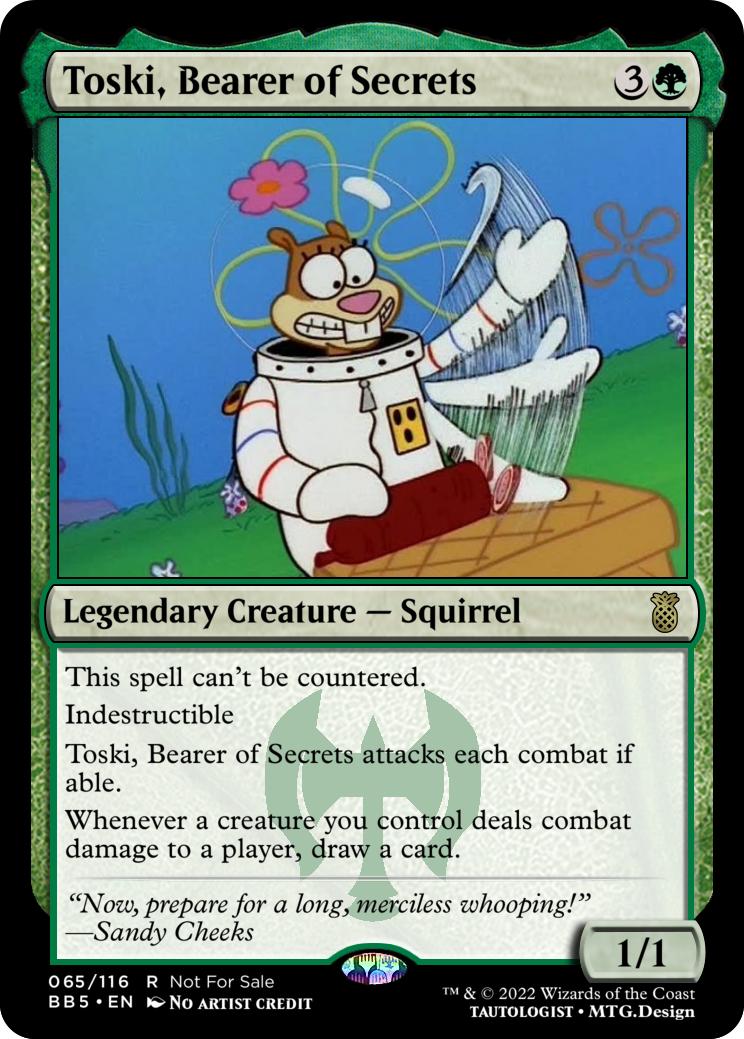 Toski, Bearer of Secrets 3
Legendary Creature — Squirrel
This spell can't be countered.
Indestructible
Toski, Bearer of Secrets attacks each combat if
able.
Whenever a creature you control deals combat
damage to a player, draw a card.
“Now, prepare for a long, merciless whooping!”
—Sandy Cheeks
1/1
065/116 R Not For Sale
BB5 • EN No artist credit
™ & © 2022 Wizards of the Coast
TAUTOLOGIST • MTG.Design